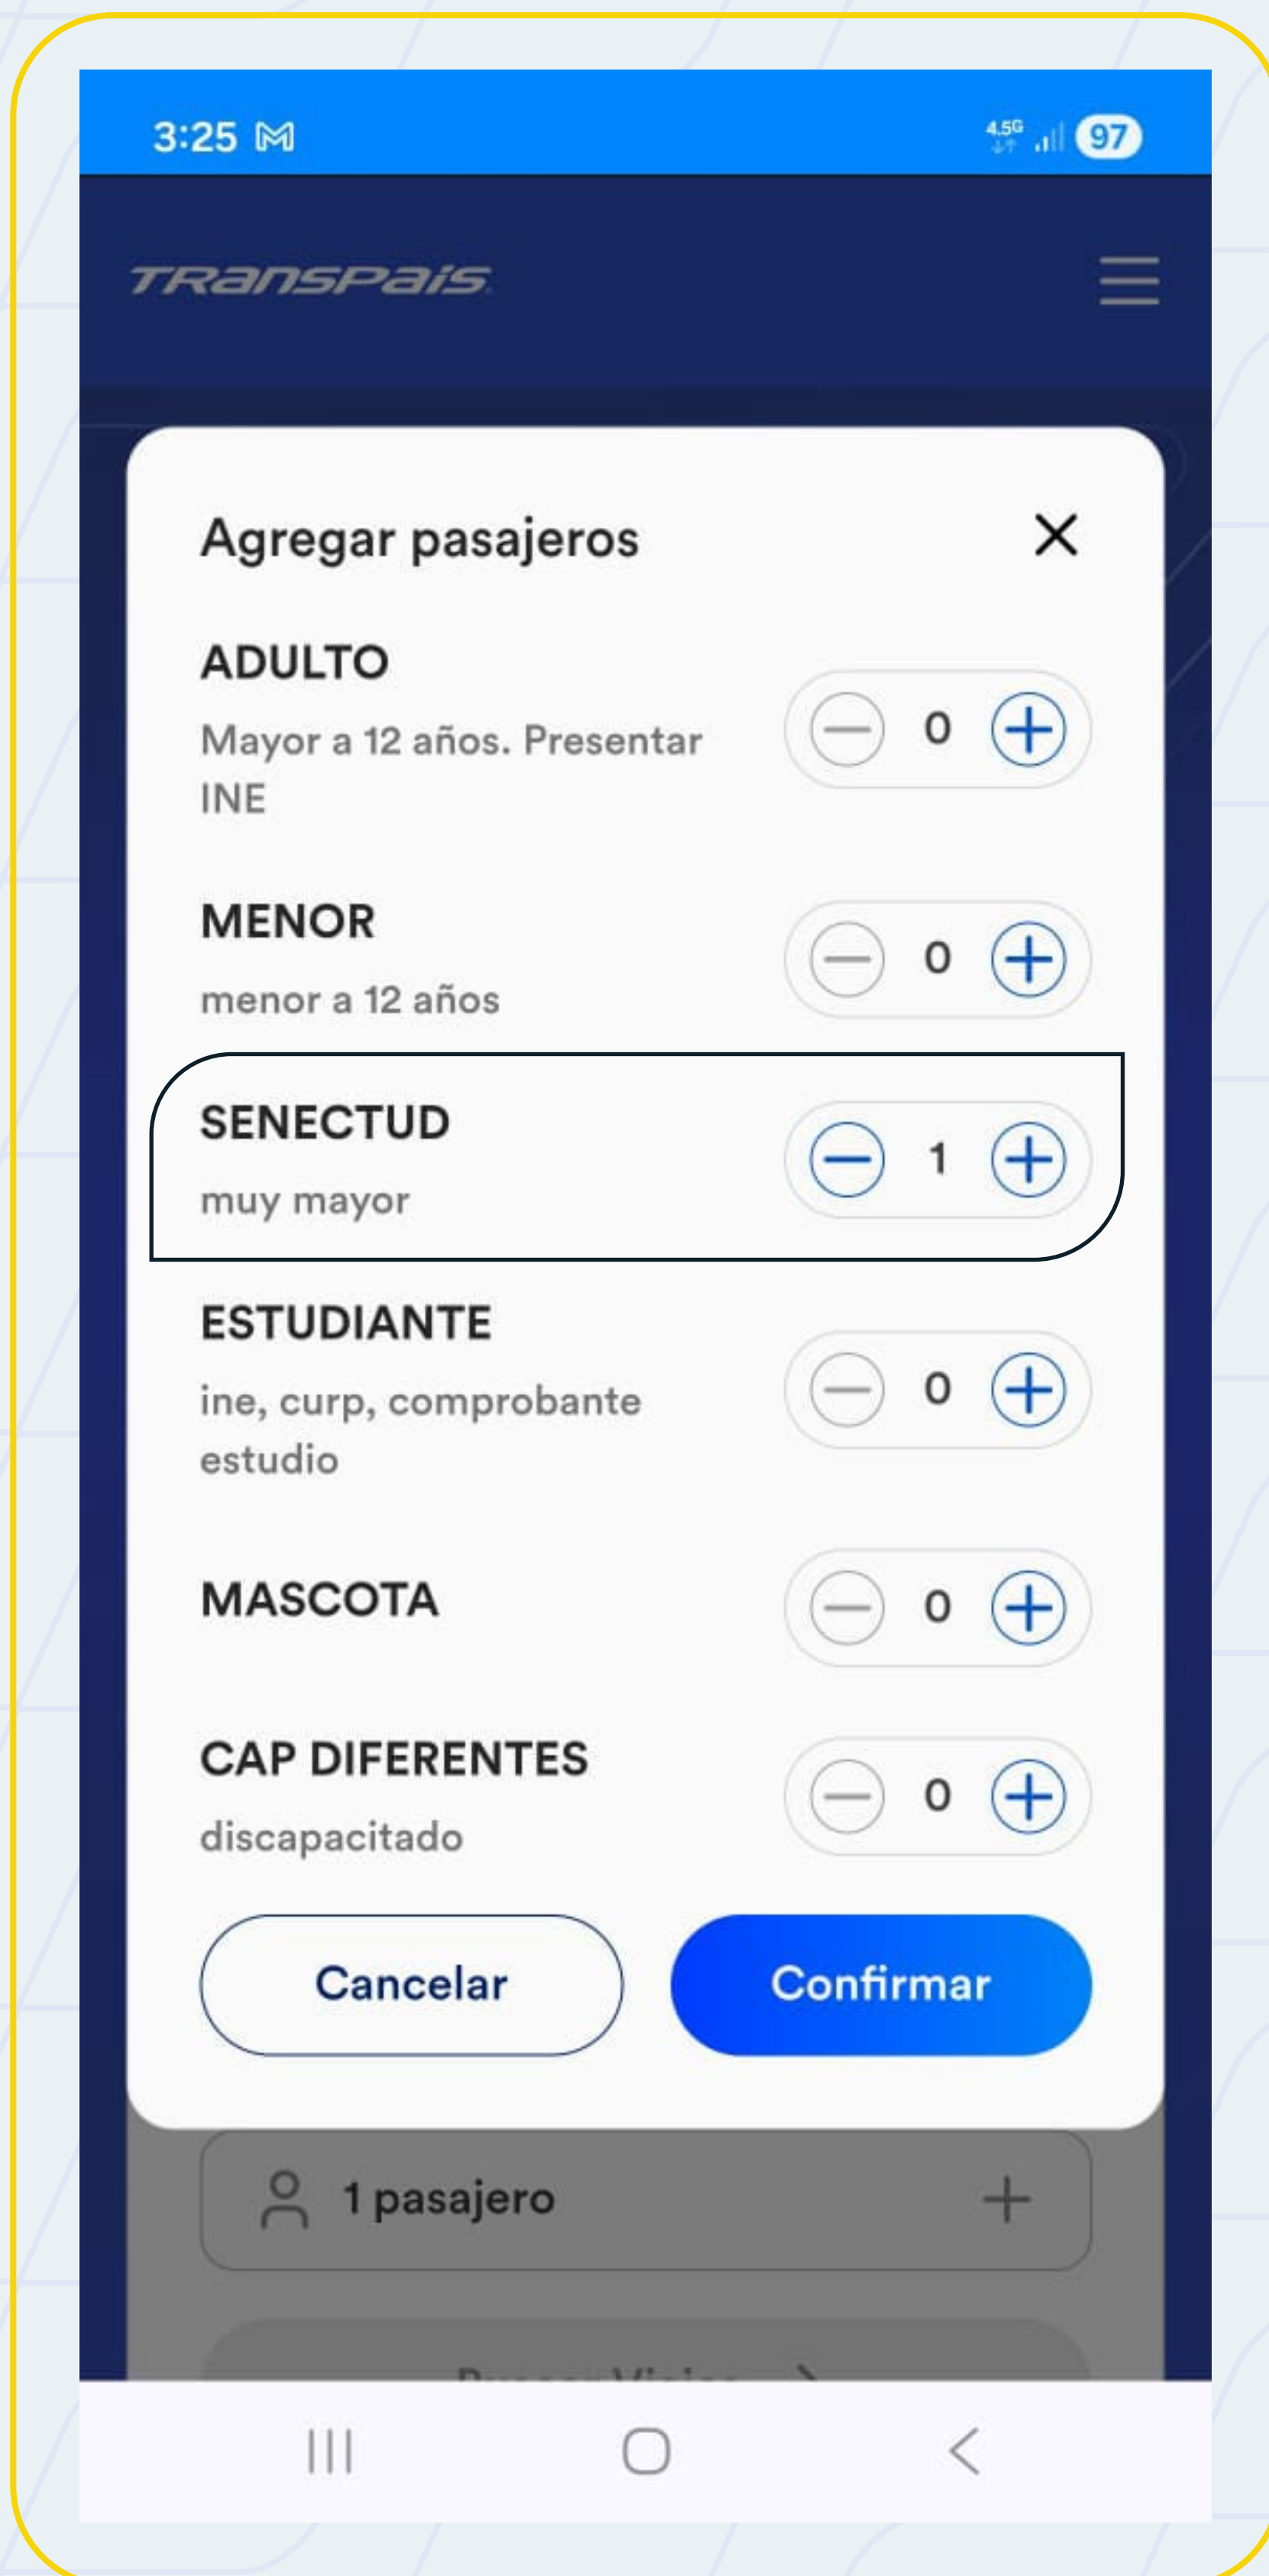 3:25
4.5G
97
TRANSPAÍS
Agregar pasajeros
ADULTO
0
Mayor a 12 años. Presentar
INE
MENOR
0
menor a 12 años
SENECTUD
1
muy mayor
ESTUDIANTE
0
ine, curp, comprobante
estudio
MASCOTA
0
CAP DIFERENTES
0
discapacitado
Cancelar
Confirmar
1 pasajero